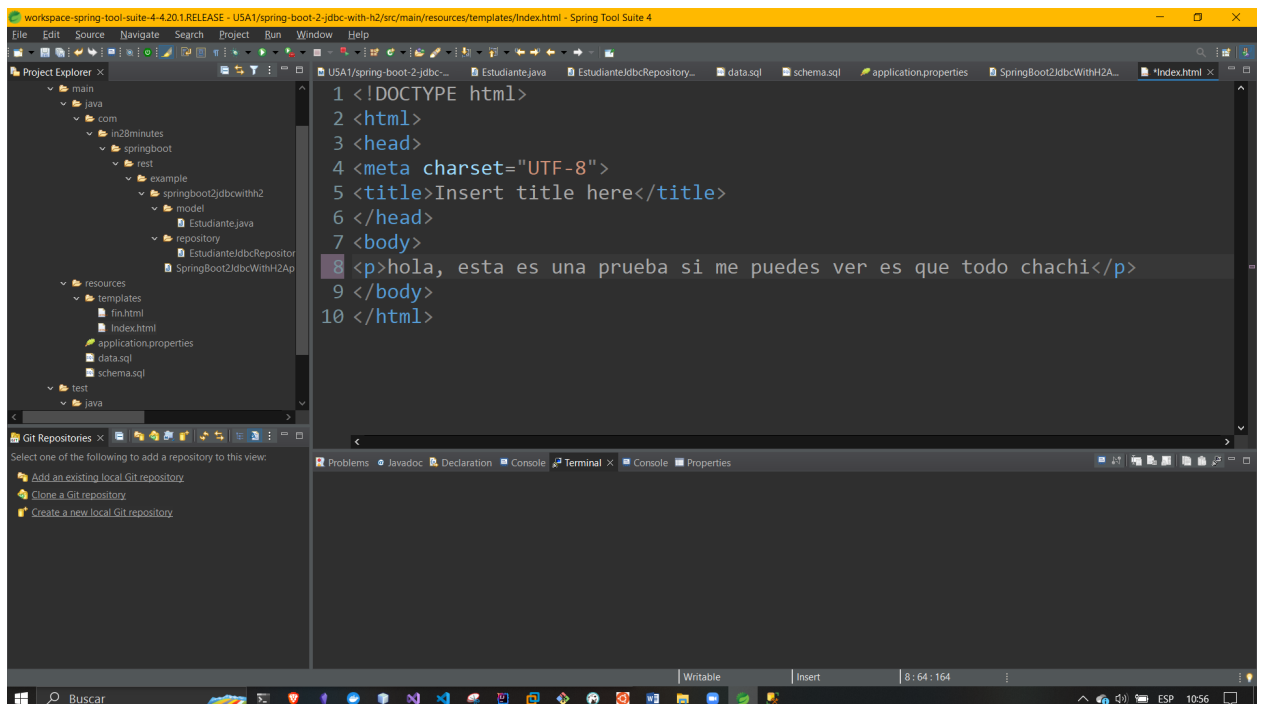 workspace-spring-tool-suite-4-4.20.1.RELEASE - U5A1/spring-boot-2-jdbc-with-h2/src/main/resources/templates/Index.html - Spring Tool Suite 4
File Edit Source Navigate Search Project Run Window Help
Project Explorer
U5A1/spring-boot-2-jdbc-... Estudiante.java EstudianteJdbcRepository... data.sql schema.sql application.properties SpringBoot2JdbcWithH2A... *Index.html
main
java
com
in28minutes
springboot
rest
example
springboot2jdbcwithh2
model
Estudiante.java
repository
EstudianteJdbcRepositor
SpringBoot2JdbcWithH2Ap
resources
templates
fin.html
Index.html
application.properties
data.sql
schema.sql
test
java
1 <!DOCTYPE html>
2 <html>
3 <head>
4 <meta charset="UTF-8">
5 <title>Insert title here</title>
6 </head>
7 <body>
8 <p>hola, esta es una prueba si me puedes ver es que todo chachi</p>
9 </body>
10 </html>
Git Repositories
Select one of the following to add a repository to this view:
Add an existing local Git repository
Clone a Git repository
Create a new local Git repository
Problems Javadoc Declaration Console Terminal Console Properties
Writable Insert 8 : 64 : 164
Buscar ESP 10:56